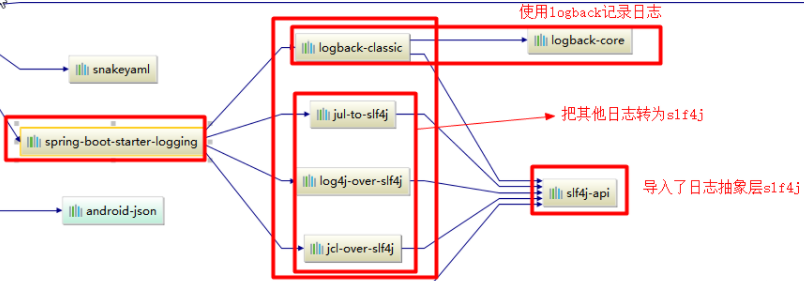 使用logback记录日志
logback-classic
logback-core
snakeyaml
jul-to-slf4j
把其他日志转为slf4j
spring-boot-starter-logging
log4j-over-slf4j
slf4j-api
导入了日志抽象层slf4j
android-json
jcl-over-slf4j